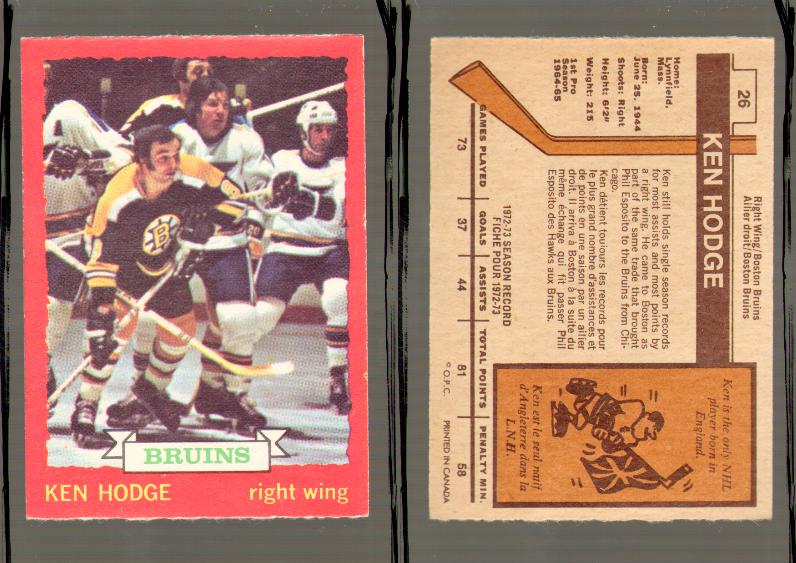 BRUINS
KEN HODGE
right wing
26
Right Wing/Boston Bruins
Ailier droit/Boston Bruins
KEN HODGE
Home:
Lynnfield,
Mass.
Born:
June 25, 1944
Shoots: Right
Height: 6'2"
Weight: 215
1st Pro
Season
1964-65
Ken still holds single season records
for most assists and most points by
a right wing. He came to Boston as
part of the same trade that brought
Phil Esposito to the Bruins from Chi-
cago.
Ken détient toujours les records pour
le plus grand nombre d'assistances et
de points en une saison par un ailier
droit. Il arriva à Boston à la suite du
même échange qui fit passer Phil
Esposito des Hawks aux Bruins.
Ken is the only NHL
player born in
England.
Ken est le seul natif
d'Angleterre dans la
L.N.H.
1972-73 SEASON RECORD
FICHE POUR 1972-73
GAMES PLAYED GOALS ASSISTS TOTAL POINTS PENALTY MIN.
73 37 44 81 58
© O.P.C. PRINTED IN CANADA